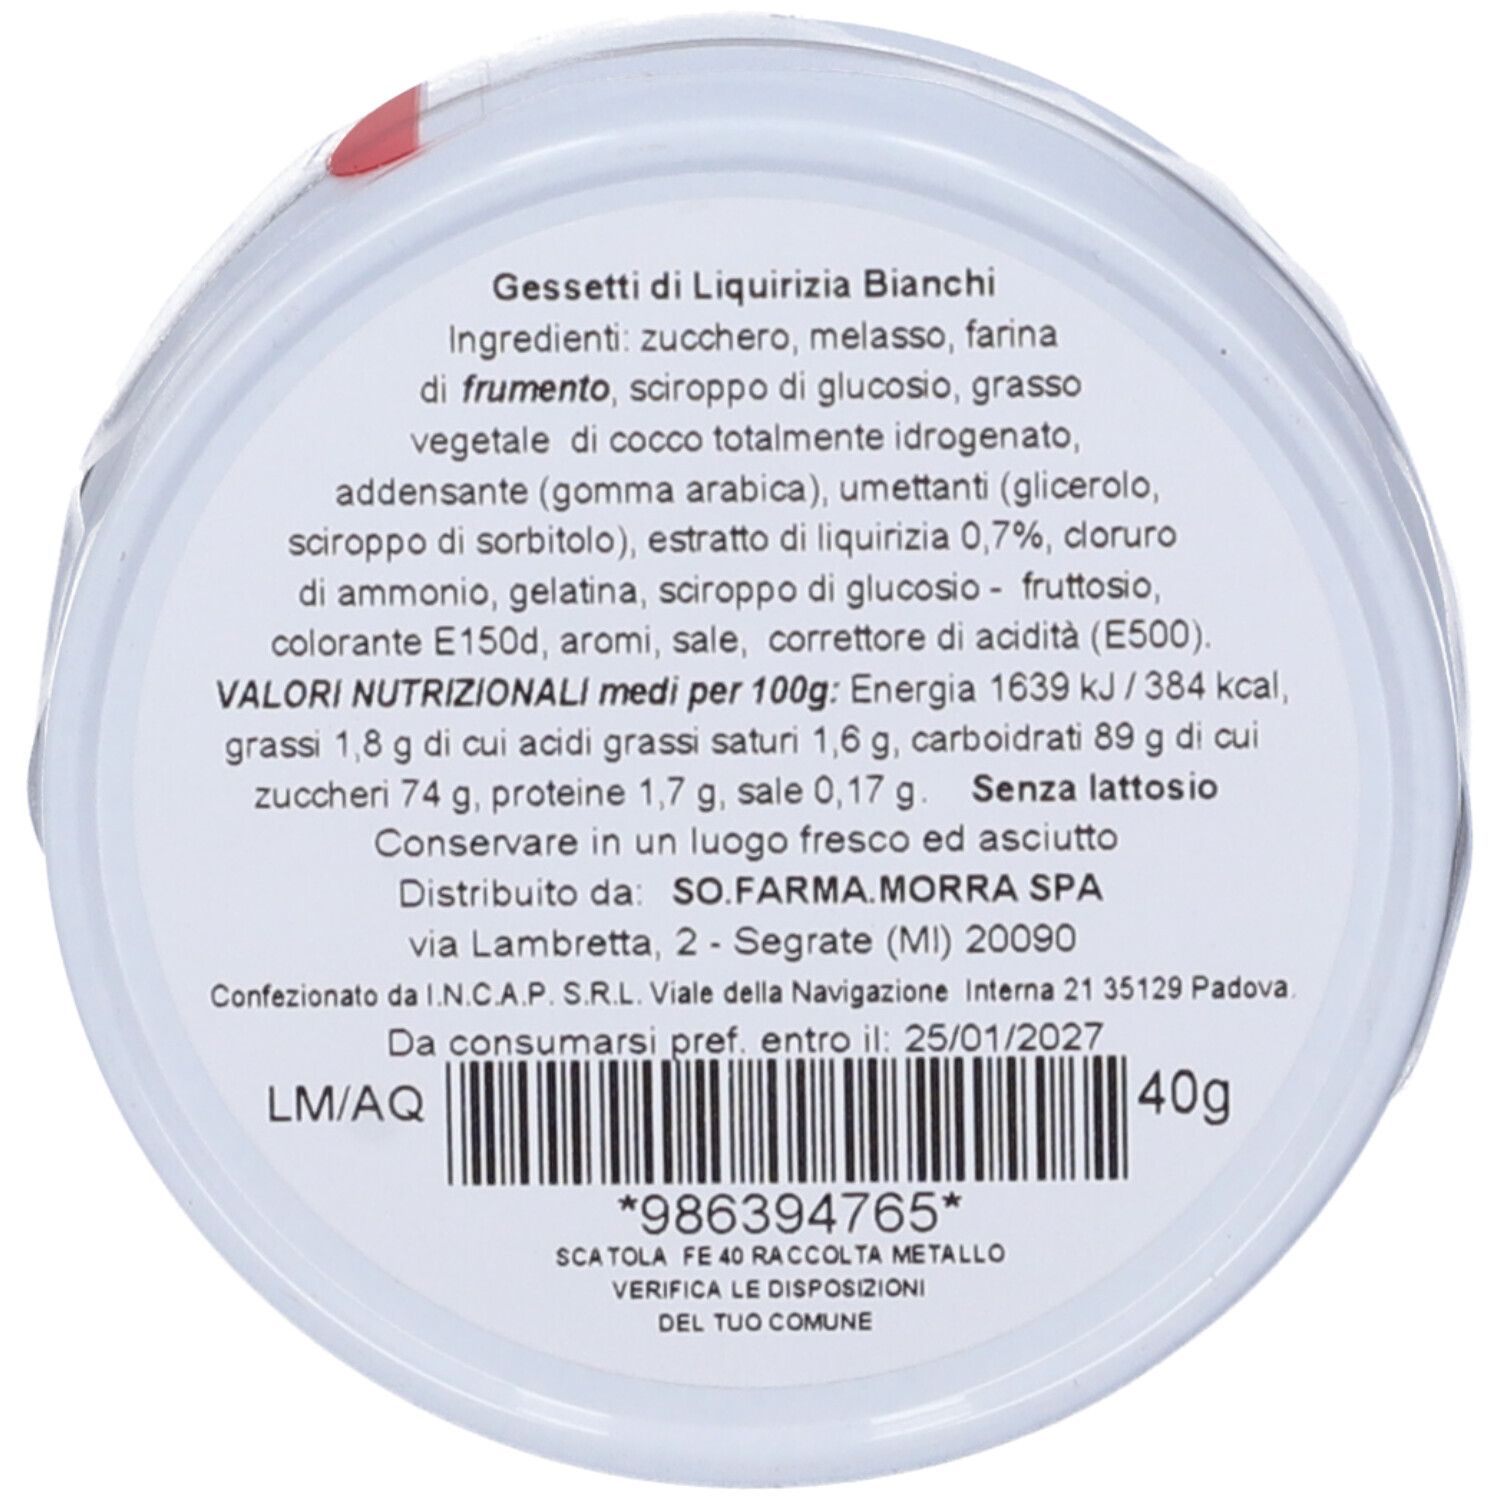 Gessetti di Liquirizia Bianchi
Ingredienti: zucchero, melasso, farina
di frumento, sciroppo di glucosio, grasso
vegetale di cocco totalmente idrogenato,
addensante (gomma arabica), umettanti (glicerolo,
sciroppo di sorbitolo), estratto di liquirizia 0,7%, cloruro
di ammonio, gelatina, sciroppo di glucosio - fruttosio,
colorante E150d, aromi, sale, correttore di acidità (E500).
VALORI NUTRIZIONALI medi per 100g: Energia 1639 kJ / 384 kcal,
grassi 1,8 g di cui acidi grassi saturi 1,6 g, carboidrati 89 g di cui
zuccheri 74 g, proteine 1,7 g, sale 0,17 g. Senza lattosio
Conservare in un luogo fresco ed asciutto
Distribuito da: SO.FARMA.MORRA SPA
via Lambretta, 2 - Segrate (MI) 20090
Confezionato da I.N.C.A.P. S.R.L. Viale della Navigazione Interna 21 35129 Padova.
Da consumarsi pref. entro il: 25/01/2027
LM/AQ 40g
*986394765*
SCATOLA FE 40 RACCOLTA METALLO
VERIFICA LE DISPOSIZIONI
DEL TUO COMUNE